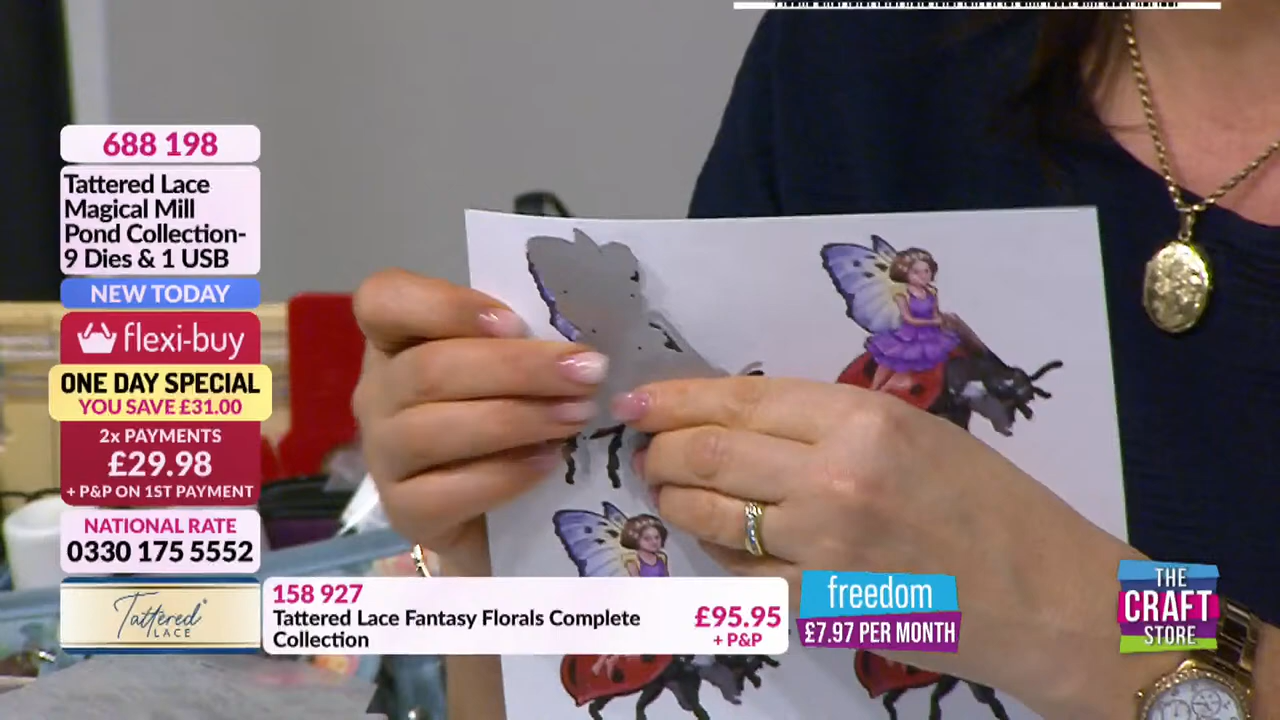 688 198
Tattered Lace
Magical Mill
Pond Collection-
9 Dies & 1 USB
NEW TODAY
flexi-buy
ONE DAY SPECIAL
YOU SAVE £31.00
2x PAYMENTS
£29.98
+ P&P ON 1ST PAYMENT
NATIONAL RATE
0330 175 5552
Tattered
LACE
158 927
Tattered Lace Fantasy Florals Complete
Collection
£95.95
+ P&P
freedom
£7.97 PER MONTH
THE
CRAFT
STORE